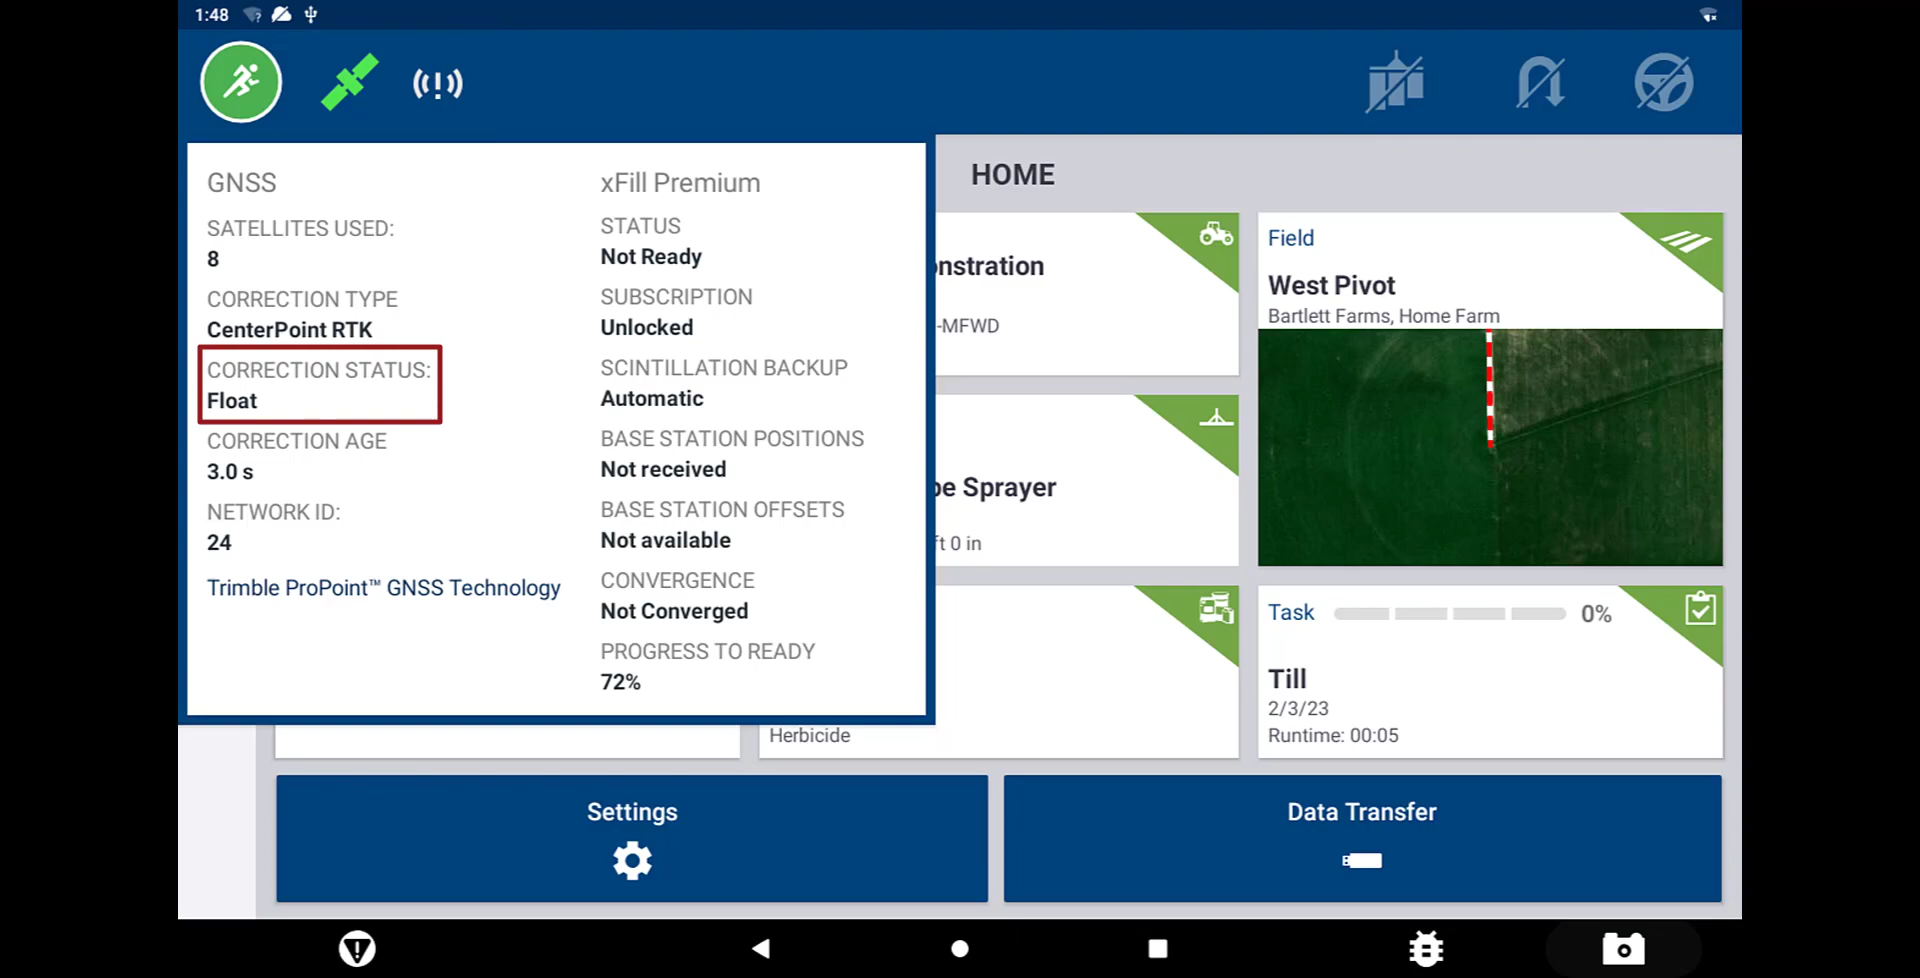 1:48
HOME
GNSS
SATELLITES USED:
8
CORRECTION TYPE
CenterPoint RTK
CORRECTION STATUS:
Float
CORRECTION AGE
3.0 s
NETWORK ID:
24
Trimble ProPoint™ GNSS Technology
xFill Premium
STATUS
Not Ready
SUBSCRIPTION
Unlocked
SCINTILLATION BACKUP
Automatic
BASE STATION POSITIONS
Not received
BASE STATION OFFSETS
Not available
CONVERGENCE
Not Converged
PROGRESS TO READY
72%
nstration
-MFWD
Field
West Pivot
Bartlett Farms, Home Farm
be Sprayer
ft 0 in
Herbicide
Task 0%
Till
2/3/23
Runtime: 00:05
Settings
Data Transfer